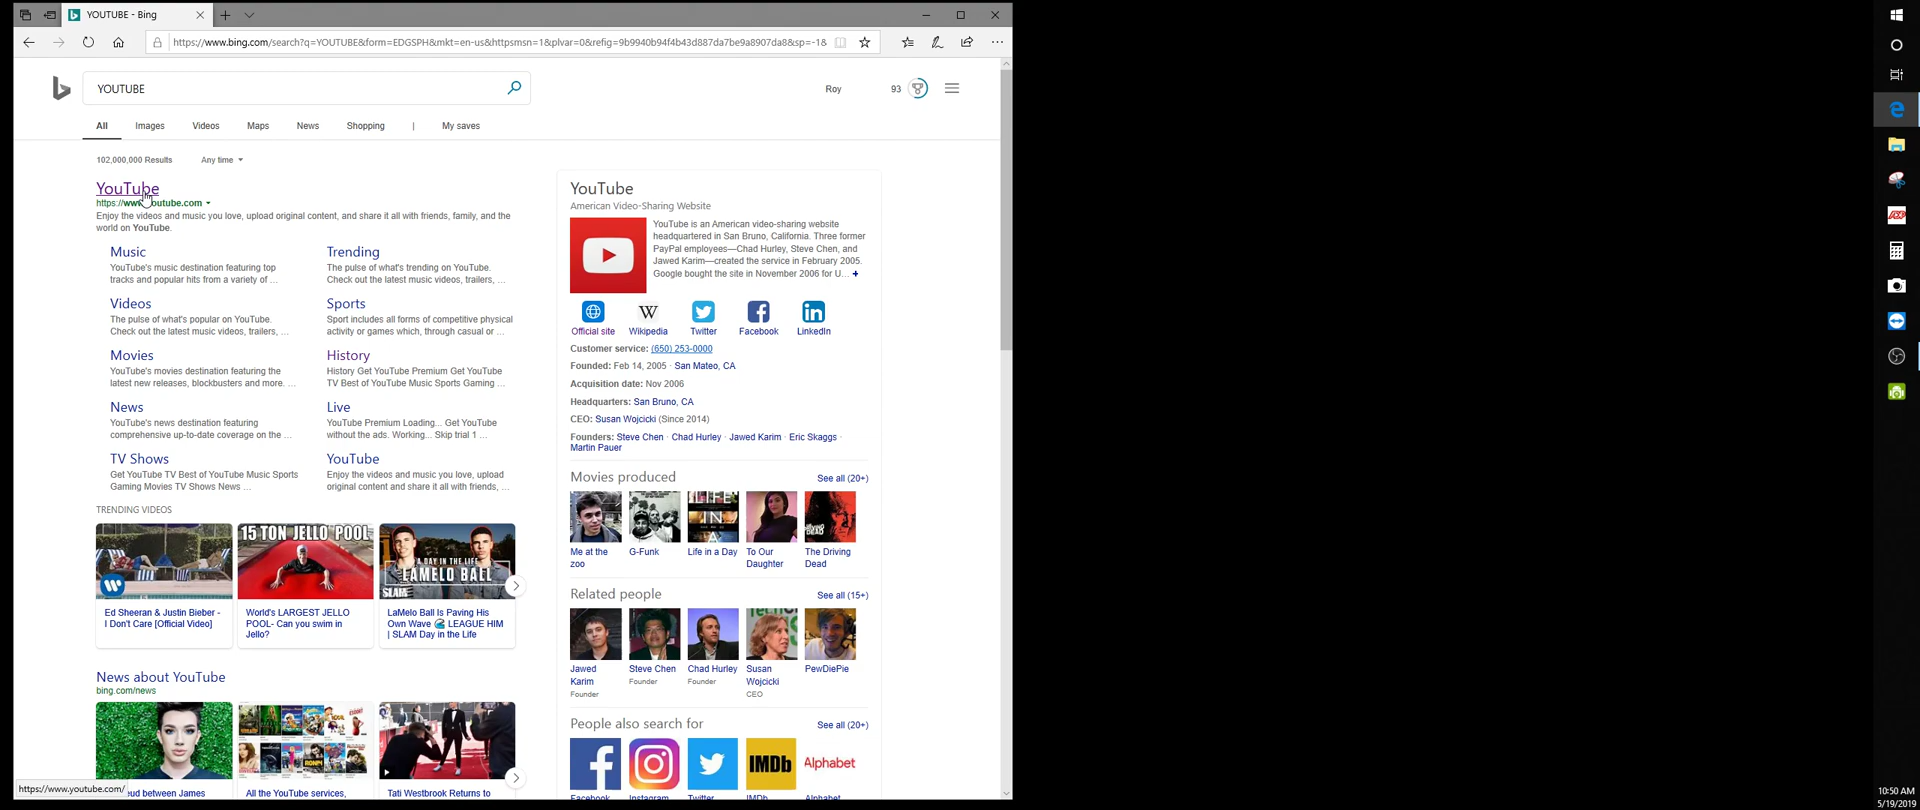 YOUTUBE - Bing
https://www.bing.com/search?q=YOUTUBE&form=EDGSPH&mkt=en-us&httpsmsn=1&plvar=0&refig=9b9940b94f4b43d887da7be9a8907da8&sp=-1&
YOUTUBE
Roy
93
All
Images
Videos
Maps
News
Shopping
|
My saves
102,000,000 Results
Any time
YouTube
https://www.youtube.com
Enjoy the videos and music you love, upload original content, and share it all with friends, family, and the
world on YouTube.
Music
YouTube's music destination featuring top
tracks and popular hits from a variety of ...
Trending
The pulse of what's trending on YouTube.
Check out the latest music videos, trailers, ...
Videos
The pulse of what's popular on YouTube.
Check out the latest music videos, trailers, ...
Sports
Sport includes all forms of competitive physical
activity or games which, through casual or ...
Movies
YouTube's movies destination featuring the
latest new releases, blockbusters and more. ...
History
History Get YouTube Premium Get YouTube
TV Best of YouTube Music Sports Gaming ...
News
YouTube's news destination featuring
comprehensive up-to-date coverage on the ...
Live
YouTube Premium Loading... Get YouTube
without the ads. Working... Skip trial 1 ...
TV Shows
Get YouTube TV Best of YouTube Music Sports
Gaming Movies TV Shows News ...
YouTube
Enjoy the videos and music you love, upload
original content and share it all with friends, ...
TRENDING VIDEOS
15 TON JELLO POOL
A DAY IN THE LIFE
LAMELO BALL
SLAM
Ed Sheeran & Justin Bieber -
I Don't Care [Official Video]
World's LARGEST JELLO
POOL- Can you swim in
Jello?
LaMelo Ball Is Paving His
Own Wave 🌊 LEAGUE HIM
| SLAM Day in the Life
News about YouTube
bing.com/news
https://www.youtube.com/
eud between James
All the YouTube services,
Tati Westbrook Returns to
YouTube
American Video-Sharing Website
YouTube is an American video-sharing website
headquartered in San Bruno, California. Three former
PayPal employees—Chad Hurley, Steve Chen, and
Jawed Karim—created the service in February 2005.
Google bought the site in November 2006 for U... +
Official site
Wikipedia
Twitter
Facebook
LinkedIn
Customer service: (650) 253-0000
Founded: Feb 14, 2005 · San Mateo, CA
Acquisition date: Nov 2006
Headquarters: San Bruno, CA
CEO: Susan Wojcicki (Since 2014)
Founders: Steve Chen · Chad Hurley · Jawed Karim · Eric Skaggs ·
Martin Pauer
Movies produced
See all (20+)
Me at the
zoo
G-Funk
Life in a Day
To Our
Daughter
The Driving
Dead
Related people
See all (15+)
Jawed
Karim
Founder
Steve Chen
Founder
Chad Hurley
Founder
Susan
Wojcicki
CEO
PewDiePie
People also search for
See all (20+)
IMDb
Alphabet
Facebook
Instagram
Twitter
IMDb
Alphabet
10:50 AM
5/19/2019